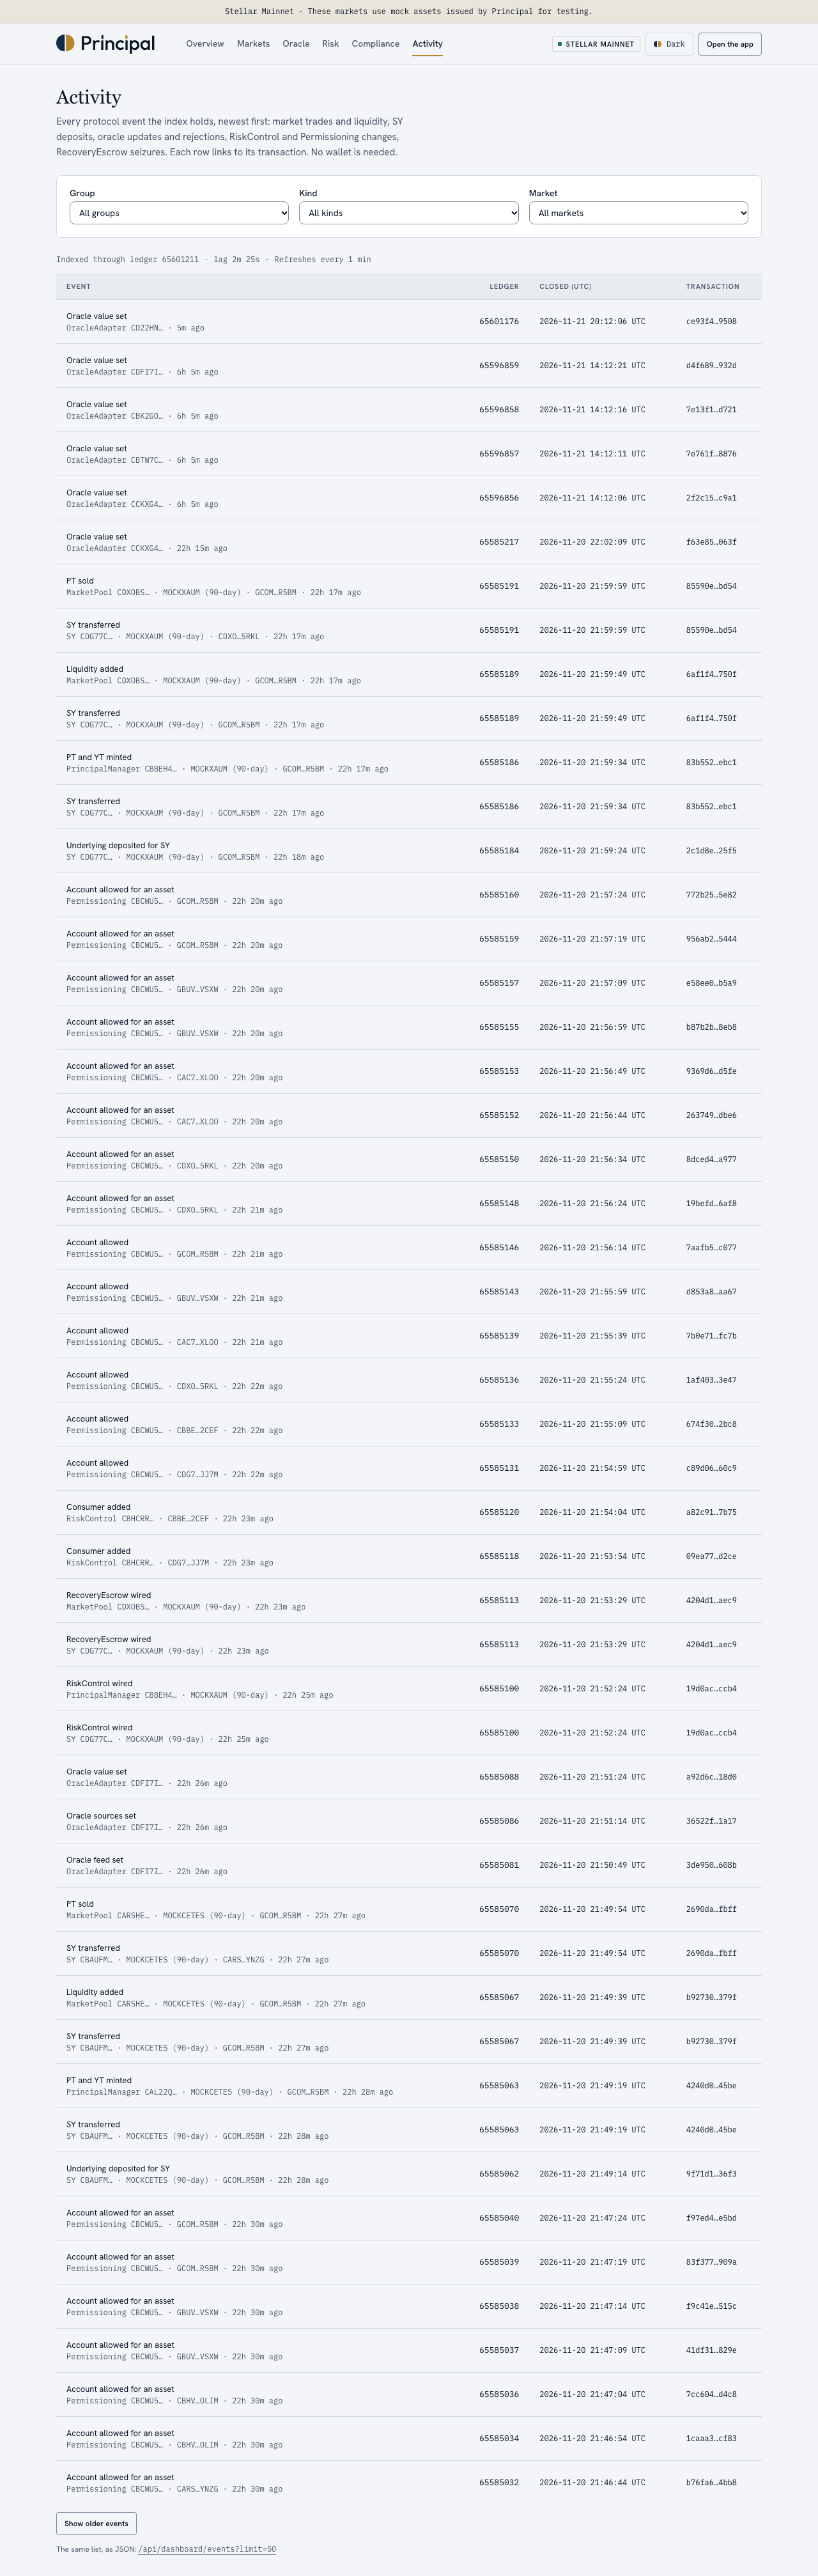 Stellar Mainnet · These markets use mock assets issued by Principal for testing.
Principal Overview Markets Oracle Risk Compliance Activity STELLAR MAINNET Dark Open the app
Activity
Every protocol event the index holds, newest first: market trades and liquidity, SY
deposits, oracle updates and rejections, RiskControl and Permissioning changes,
RecoveryEscrow seizures. Each row links to its transaction. No wallet is needed.
Group Kind Market
All groups All kinds All markets
Indexed through ledger 65601211 · lag 2m 25s · Refreshes every 1 min
EVENT LEDGER CLOSED (UTC) TRANSACTION
Oracle value set
OracleAdapter CD22HN… · 5m ago
65601176 2026-11-21 20:12:06 UTC ce93f4…9508
Oracle value set
OracleAdapter CDFI7I… · 6h 5m ago
65596859 2026-11-21 14:12:21 UTC d4f689…932d
Oracle value set
OracleAdapter CBK2GO… · 6h 5m ago
65596858 2026-11-21 14:12:16 UTC 7e13f1…d721
Oracle value set
OracleAdapter CBTW7C… · 6h 5m ago
65596857 2026-11-21 14:12:11 UTC 7e761f…8876
Oracle value set
OracleAdapter CCKXG4… · 6h 5m ago
65596856 2026-11-21 14:12:06 UTC 2f2c15…c9a1
Oracle value set
OracleAdapter CCKXG4… · 22h 15m ago
65585217 2026-11-20 22:02:09 UTC f63e85…063f
PT sold
MarketPool CDXOBS… · MOCKXAUM (90-day) · GCOM…R5BM · 22h 17m ago
65585191 2026-11-20 21:59:59 UTC 85590e…bd54
SY transferred
SY CDG77C… · MOCKXAUM (90-day) · CDXO…5RKL · 22h 17m ago
65585191 2026-11-20 21:59:59 UTC 85590e…bd54
Liquidity added
MarketPool CDXOBS… · MOCKXAUM (90-day) · GCOM…R5BM · 22h 17m ago
65585189 2026-11-20 21:59:49 UTC 6af1f4…750f
SY transferred
SY CDG77C… · MOCKXAUM (90-day) · GCOM…R5BM · 22h 17m ago
65585189 2026-11-20 21:59:49 UTC 6af1f4…750f
PT and YT minted
PrincipalManager CBBEH4… · MOCKXAUM (90-day) · GCOM…R5BM · 22h 17m ago
65585186 2026-11-20 21:59:34 UTC 83b552…ebc1
SY transferred
SY CDG77C… · MOCKXAUM (90-day) · GCOM…R5BM · 22h 17m ago
65585186 2026-11-20 21:59:34 UTC 83b552…ebc1
Underlying deposited for SY
SY CDG77C… · MOCKXAUM (90-day) · GCOM…R5BM · 22h 18m ago
65585184 2026-11-20 21:59:24 UTC 2c1d8e…25f5
Account allowed for an asset
Permissioning CBCWU5… · GCOM…R5BM · 22h 20m ago
65585160 2026-11-20 21:57:24 UTC 772b25…5e82
Account allowed for an asset
Permissioning CBCWU5… · GCOM…R5BM · 22h 20m ago
65585159 2026-11-20 21:57:19 UTC 956ab2…5444
Account allowed for an asset
Permissioning CBCWU5… · GBUV…VSXW · 22h 20m ago
65585157 2026-11-20 21:57:09 UTC e58ee0…b5a9
Account allowed for an asset
Permissioning CBCWU5… · GBUV…VSXW · 22h 20m ago
65585155 2026-11-20 21:56:59 UTC b87b2b…8eb8
Account allowed for an asset
Permissioning CBCWU5… · CAC7…XLOO · 22h 20m ago
65585153 2026-11-20 21:56:49 UTC 9369d6…d5fe
Account allowed for an asset
Permissioning CBCWU5… · CAC7…XLOO · 22h 20m ago
65585152 2026-11-20 21:56:44 UTC 263749…dbe6
Account allowed for an asset
Permissioning CBCWU5… · CDXO…5RKL · 22h 20m ago
65585150 2026-11-20 21:56:34 UTC 8dced4…a977
Account allowed for an asset
Permissioning CBCWU5… · CDXO…5RKL · 22h 21m ago
65585148 2026-11-20 21:56:24 UTC 19befd…6af8
Account allowed
Permissioning CBCWU5… · GCOM…R5BM · 22h 21m ago
65585146 2026-11-20 21:56:14 UTC 7aafb5…c077
Account allowed
Permissioning CBCWU5… · GBUV…VSXW · 22h 21m ago
65585143 2026-11-20 21:55:59 UTC d853a8…aa67
Account allowed
Permissioning CBCWU5… · CAC7…XLOO · 22h 21m ago
65585139 2026-11-20 21:55:39 UTC 7b0e71…fc7b
Account allowed
Permissioning CBCWU5… · CDXO…5RKL · 22h 22m ago
65585136 2026-11-20 21:55:24 UTC 1af403…3e47
Account allowed
Permissioning CBCWU5… · CBBE…2CEF · 22h 22m ago
65585133 2026-11-20 21:55:09 UTC 674f30…2bc8
Account allowed
Permissioning CBCWU5… · CDG7…JJ7M · 22h 22m ago
65585131 2026-11-20 21:54:59 UTC c89d06…60c9
Consumer added
RiskControl CBHCRR… · CBBE…2CEF · 22h 23m ago
65585120 2026-11-20 21:54:04 UTC a82c91…7b75
Consumer added
RiskControl CBHCRR… · CDG7…JJ7M · 22h 23m ago
65585118 2026-11-20 21:53:54 UTC 09ea77…d2ce
RecoveryEscrow wired
MarketPool CDXOBS… · MOCKXAUM (90-day) · 22h 23m ago
65585113 2026-11-20 21:53:29 UTC 4204d1…aec9
RecoveryEscrow wired
SY CDG77C… · MOCKXAUM (90-day) · 22h 23m ago
65585113 2026-11-20 21:53:29 UTC 4204d1…aec9
RiskControl wired
PrincipalManager CBBEH4… · MOCKXAUM (90-day) · 22h 25m ago
65585100 2026-11-20 21:52:24 UTC 19d0ac…ccb4
RiskControl wired
SY CDG77C… · MOCKXAUM (90-day) · 22h 25m ago
65585100 2026-11-20 21:52:24 UTC 19d0ac…ccb4
Oracle value set
OracleAdapter CDFI7I… · 22h 26m ago
65585088 2026-11-20 21:51:24 UTC a92d6c…18d0
Oracle sources set
OracleAdapter CDFI7I… · 22h 26m ago
65585086 2026-11-20 21:51:14 UTC 36522f…1a17
Oracle feed set
OracleAdapter CDFI7I… · 22h 26m ago
65585081 2026-11-20 21:50:49 UTC 3de950…608b
PT sold
MarketPool CARSHE… · MOCKCETES (90-day) · GCOM…R5BM · 22h 27m ago
65585070 2026-11-20 21:49:54 UTC 2690da…fbff
SY transferred
SY CBAUFM… · MOCKCETES (90-day) · CARS…YNZG · 22h 27m ago
65585070 2026-11-20 21:49:54 UTC 2690da…fbff
Liquidity added
MarketPool CARSHE… · MOCKCETES (90-day) · GCOM…R5BM · 22h 27m ago
65585067 2026-11-20 21:49:39 UTC b92730…379f
SY transferred
SY CBAUFM… · MOCKCETES (90-day) · GCOM…R5BM · 22h 27m ago
65585067 2026-11-20 21:49:39 UTC b92730…379f
PT and YT minted
PrincipalManager CAL22Q… · MOCKCETES (90-day) · GCOM…R5BM · 22h 28m ago
65585063 2026-11-20 21:49:19 UTC 4240d0…45be
SY transferred
SY CBAUFM… · MOCKCETES (90-day) · GCOM…R5BM · 22h 28m ago
65585063 2026-11-20 21:49:19 UTC 4240d0…45be
Underlying deposited for SY
SY CBAUFM… · MOCKCETES (90-day) · GCOM…R5BM · 22h 28m ago
65585062 2026-11-20 21:49:14 UTC 9f71d1…36f3
Account allowed for an asset
Permissioning CBCWU5… · GCOM…R5BM · 22h 30m ago
65585040 2026-11-20 21:47:24 UTC f97ed4…e5bd
Account allowed for an asset
Permissioning CBCWU5… · GCOM…R5BM · 22h 30m ago
65585039 2026-11-20 21:47:19 UTC 83f377…909a
Account allowed for an asset
Permissioning CBCWU5… · GBUV…VSXW · 22h 30m ago
65585038 2026-11-20 21:47:14 UTC f9c41e…515c
Account allowed for an asset
Permissioning CBCWU5… · GBUV…VSXW · 22h 30m ago
65585037 2026-11-20 21:47:09 UTC 41df31…829e
Account allowed for an asset
Permissioning CBCWU5… · CBHV…OLIM · 22h 30m ago
65585036 2026-11-20 21:47:04 UTC 7cc604…d4c8
Account allowed for an asset
Permissioning CBCWU5… · CBHV…OLIM · 22h 30m ago
65585034 2026-11-20 21:46:54 UTC 1caaa3…cf83
Account allowed for an asset
Permissioning CBCWU5… · CARS…YNZG · 22h 30m ago
65585032 2026-11-20 21:46:44 UTC b76fa6…4bb8
Show older events
The same list, as JSON: /api/dashboard/events?limit=50